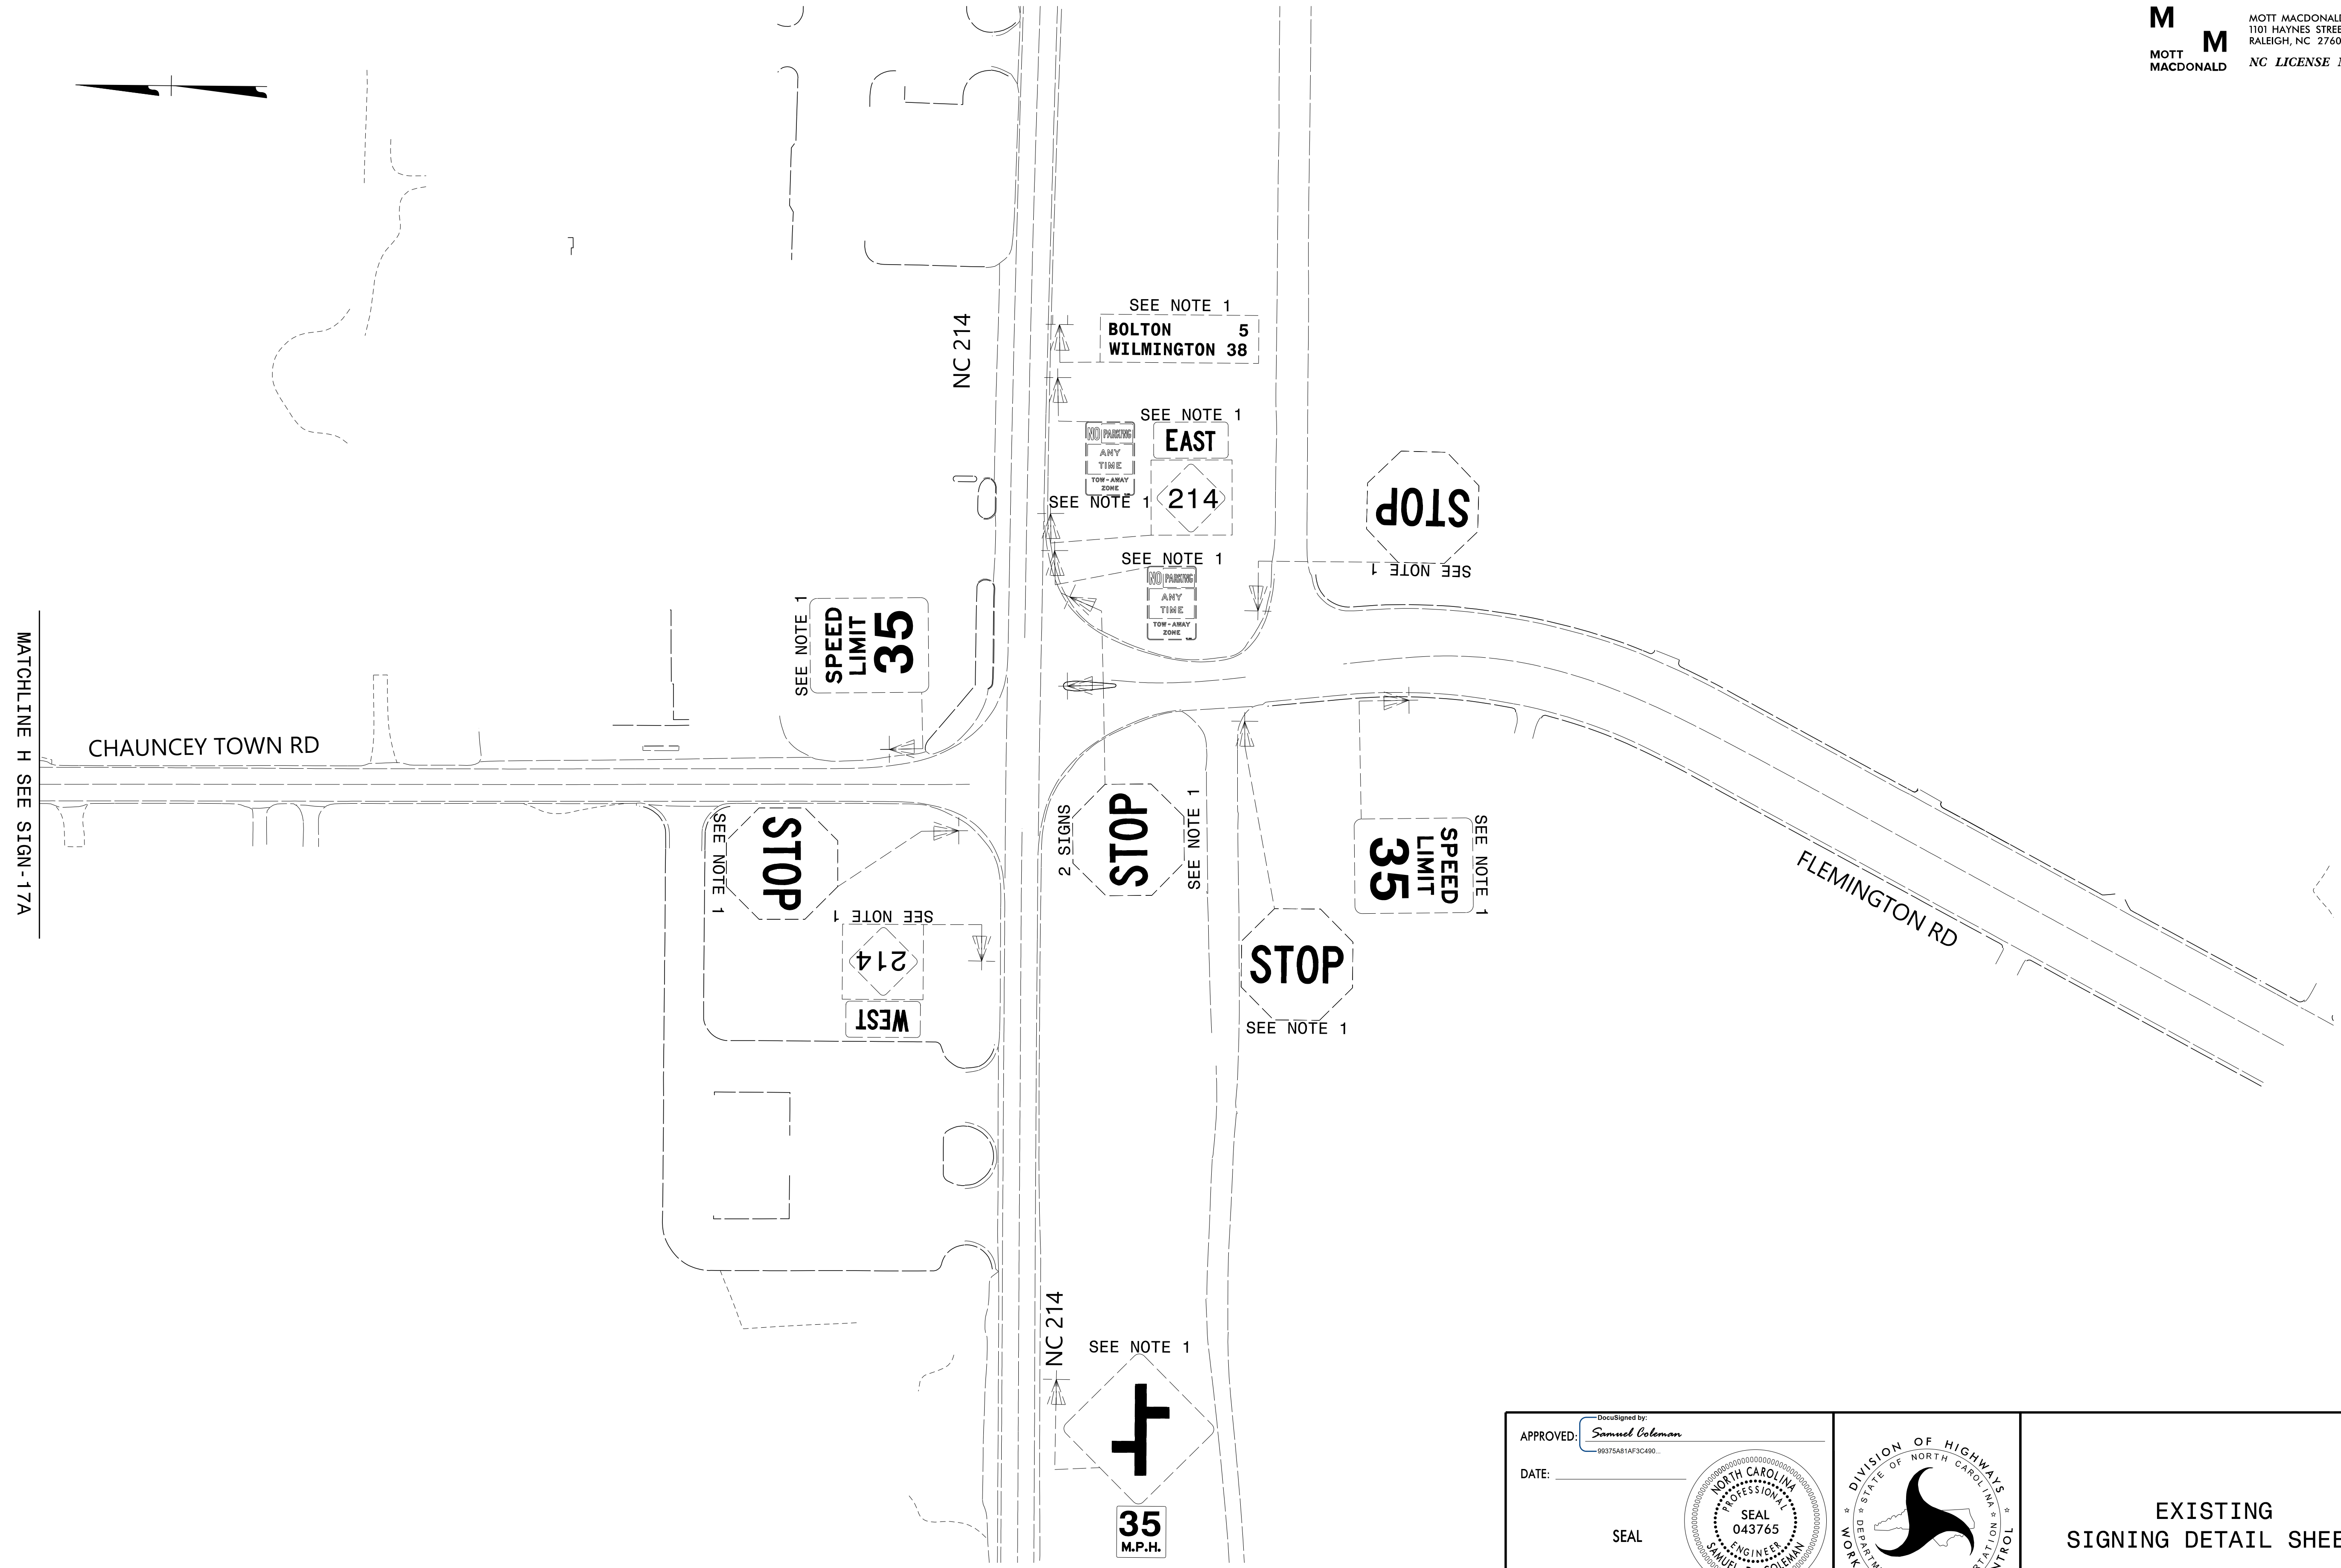 M
M
MOTT
MACDONALD
MOTT MACDONALD
1101 HAYNES STREE
RALEIGH, NC 2760
NC LICENSE
NC 214
SEE NOTE 1
BOLTON 5
WILMINGTON 38
SEE NOTE 1
NO PARKING
ANY
TIME
TOW-AWAY
ZONE
EAST
214
SEE NOTE 1
SEE NOTE 1
NO PARKING
ANY
TIME
TOW-AWAY
ZONE
STOP
SEE NOTE 1
SEE NOTE 1
SPEED
LIMIT
35
MATCHLINE H SEE SIGN-17A
CHAUNCEY TOWN RD
SEE NOTE 1
STOP
SEE NOTE 1
214
WEST
2 SIGNS
STOP
SEE NOTE 1
STOP
SEE NOTE 1
SEE NOTE 1
SPEED
LIMIT
35
FLEMINGTON RD
NC 214
SEE NOTE 1
35
M.P.H.
APPROVED:
DocuSigned by:
Samuel Coleman
99375A81AF3C490...
DATE:
SEAL
NORTH CAROLINA
PROFESSIONAL
SEAL
043765
ENGINEER
SAMUEL COLEMAN
DIVISION OF HIGHWAYS
STATE OF NORTH CAROLINA
EXISTING
SIGNING DETAIL SHEE